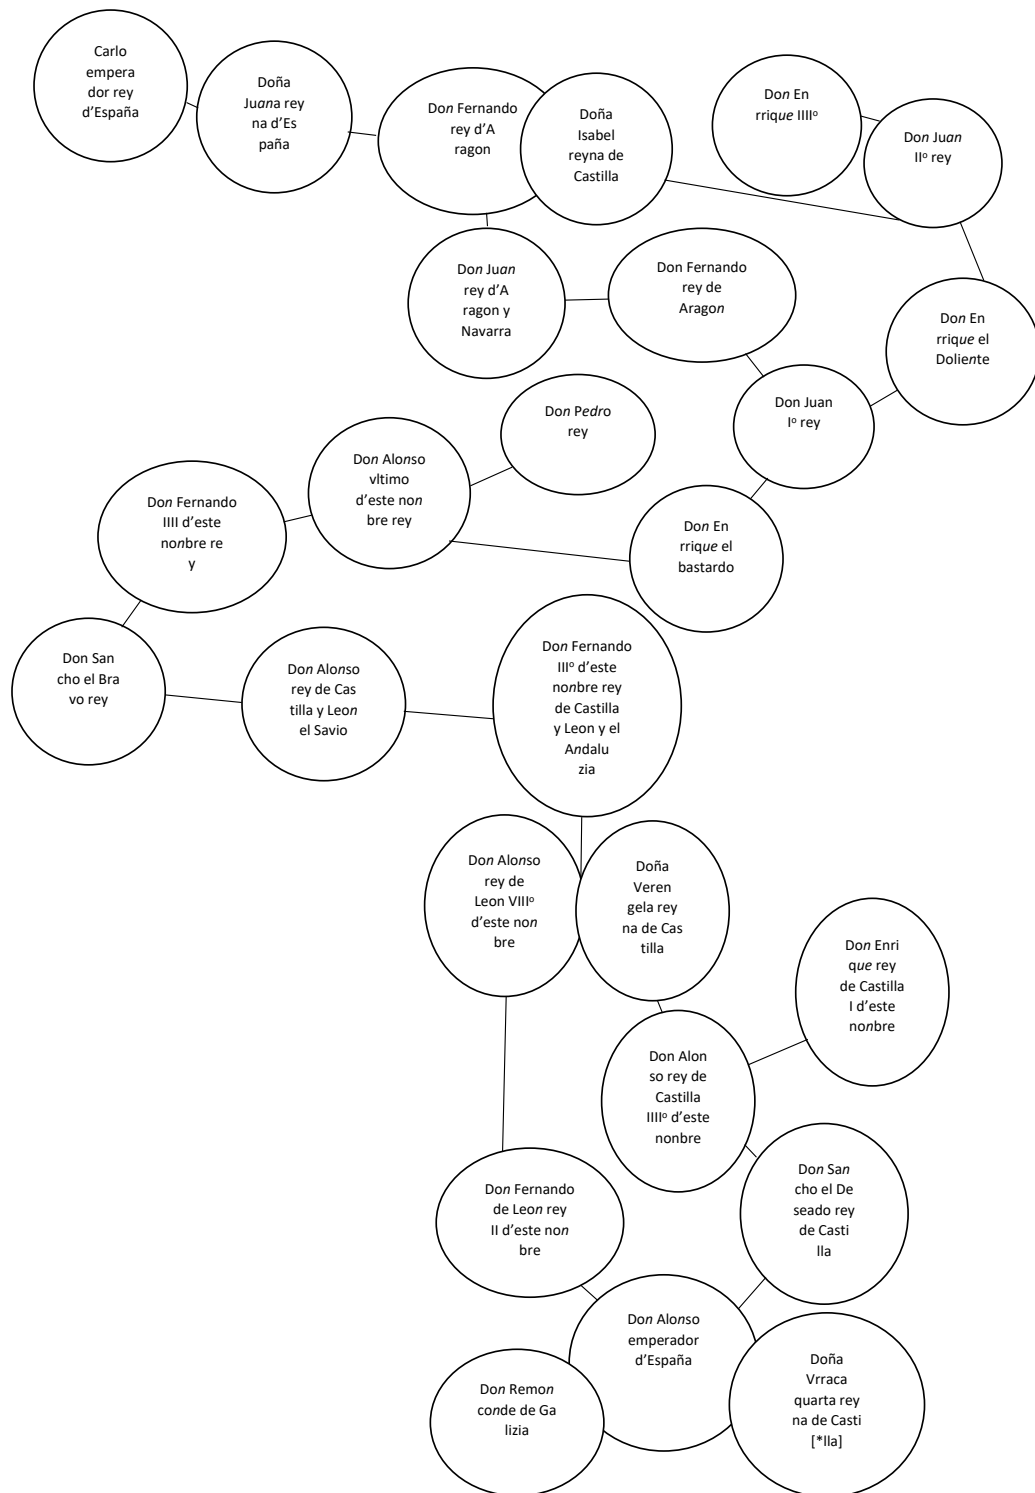 Carlo
empera
dor rey
d’España
Doña
Juana rey
na d’Es
paña
Don Fernando
rey d’A
ragon
Doña
Isabel
reyna de
Castilla
Don En
rrique IIIIº
Don Juan
IIº rey
Don Juan
rey d’A
ragon y
Navarra
Don Fernando
rey de
Aragon
Don En
rrique el
Doliente
Don Juan
Iº rey
Don Pedro
rey
Don Alonso
vltimo
d’este non
bre rey
Don Fernando
IIII d’este
nonbre re
y
Don En
rrique el
bastardo
Don San
cho el Bra
vo rey
Don Alonso
rey de Cas
tilla y Leon
el Savio
Don Fernando
IIIº d’este
nonbre rey
de Castilla
y Leon y el
Andalu
zia
Don Alonso
rey de
Leon VIIIº
d’este non
bre
Doña
Veren
gela rey
na de Cas
tilla
Don Enri
que rey
de Castilla
I d’este
nonbre
Don Alon
so rey de
Castilla
IIIIº d’este
nonbre
Don San
cho el De
seado rey
de Casti
lla
Don Fernando
de Leon rey
II d’este non
bre
Don Alonso
emperador
d’España
Don Remon
conde de Ga
lizia
Doña
Vrraca
quarta rey
na de Casti
[*lla]